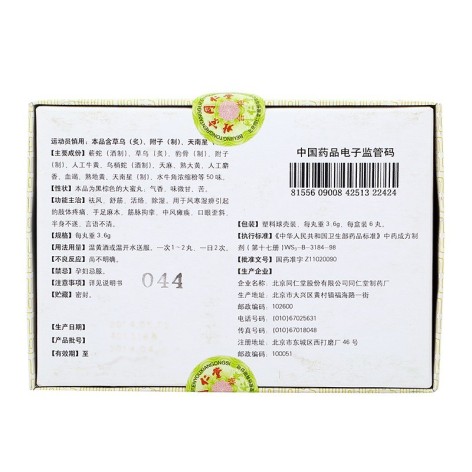 运动员慎用：本品含草乌（炙）、附子（制）、天南星
【主要成份】蕲蛇（酒制）、草乌（炙）、豹骨（制）、附子
（制）、人工牛黄、乌梢蛇（酒制）、天麻、熟大黄、人工麝
香、血竭、熟地黄、天南星（制）、水牛角浓缩粉等50味。
【性状】本品为黑棕色的大蜜丸，气香，味微甘、苦。
【功能主治】祛风，舒筋，活络，除湿。用于风寒湿痹引起
的肢体疼痛，手足麻木，筋脉拘挛，中风瘫痪，口眼歪斜，
半身不遂，言语不清。
【规格】每丸重3.6g
【用法用量】温黄酒或温开水送服。一次1~2丸，一日2次。
【不良反应】尚不明确。
【禁忌】孕妇忌服。
【注意事项】详见说明书
【贮藏】密封。
044
【生产日期】
【产品批号】
【有效期】至
中国药品电子监管码
81556 09008 42513 22424
【包装】塑料球壳装，每丸重3.6g，每盒装6丸。
【执行标准】《中华人民共和国卫生部药品标准》中药成方制
剂（第十七册）WS₃-B-3184-98
【批准文号】国药准字Z11020080
【生产企业】
企业名称：北京同仁堂股份有限公司同仁堂制药厂
生产地址：北京市大兴区黄村镇福海路一街
邮政编码：102600
电话号码：(010)67025631
传真号码：(010)67018048
注册地址：北京市东城区西打磨厂46号
邮政编码：100051